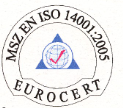 MSZ EN ISO 14001:2005
EUROCERT